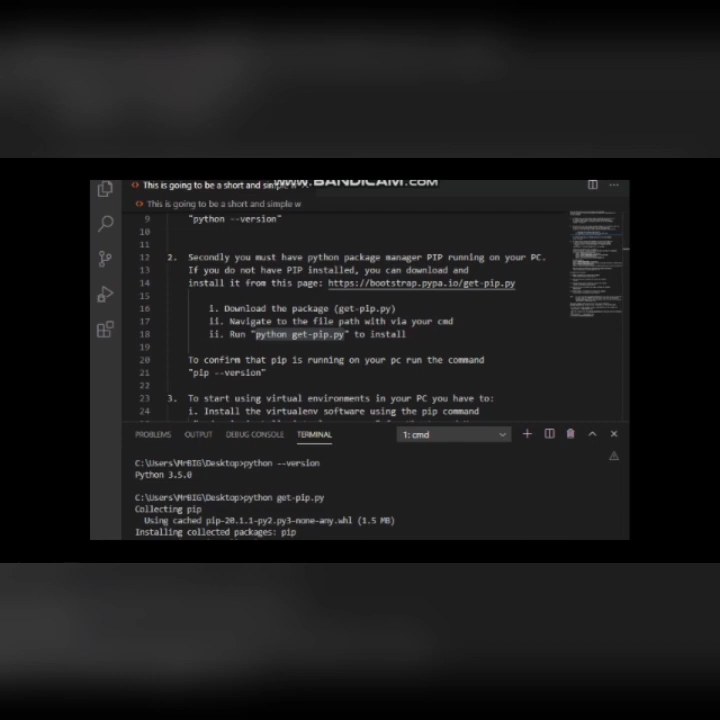 This is going to be a short and simple w
www.BANDICAM.COM
This is going to be a short and simple w
9 "python --version"
10
11
12 2. Secondly you must have python package manager PIP running on your PC.
13 If you do not have PIP installed, you can download and
14 install it from this page: https://bootstrap.pypa.io/get-pip.py
15
16 i. Download the package (get-pip.py)
17 ii. Navigate to the file path with via your cmd
18 ii. Run "python get-pip.py" to install
19
20 To confirm that pip is running on your pc run the command
21 "pip --version"
22
23 3. To start using virtual environments in your PC you have to:
24 i. Install the virtualenv software using the pip command
PROBLEMS OUTPUT DEBUG CONSOLE TERMINAL 1: cmd
C:\Users\MrBIG\Desktop>python --version
Python 3.5.0
C:\Users\MrBIG\Desktop>python get-pip.py
Collecting pip
Using cached pip-20.1.1-py2.py3-none-any.whl (1.5 MB)
Installing collected packages: pip